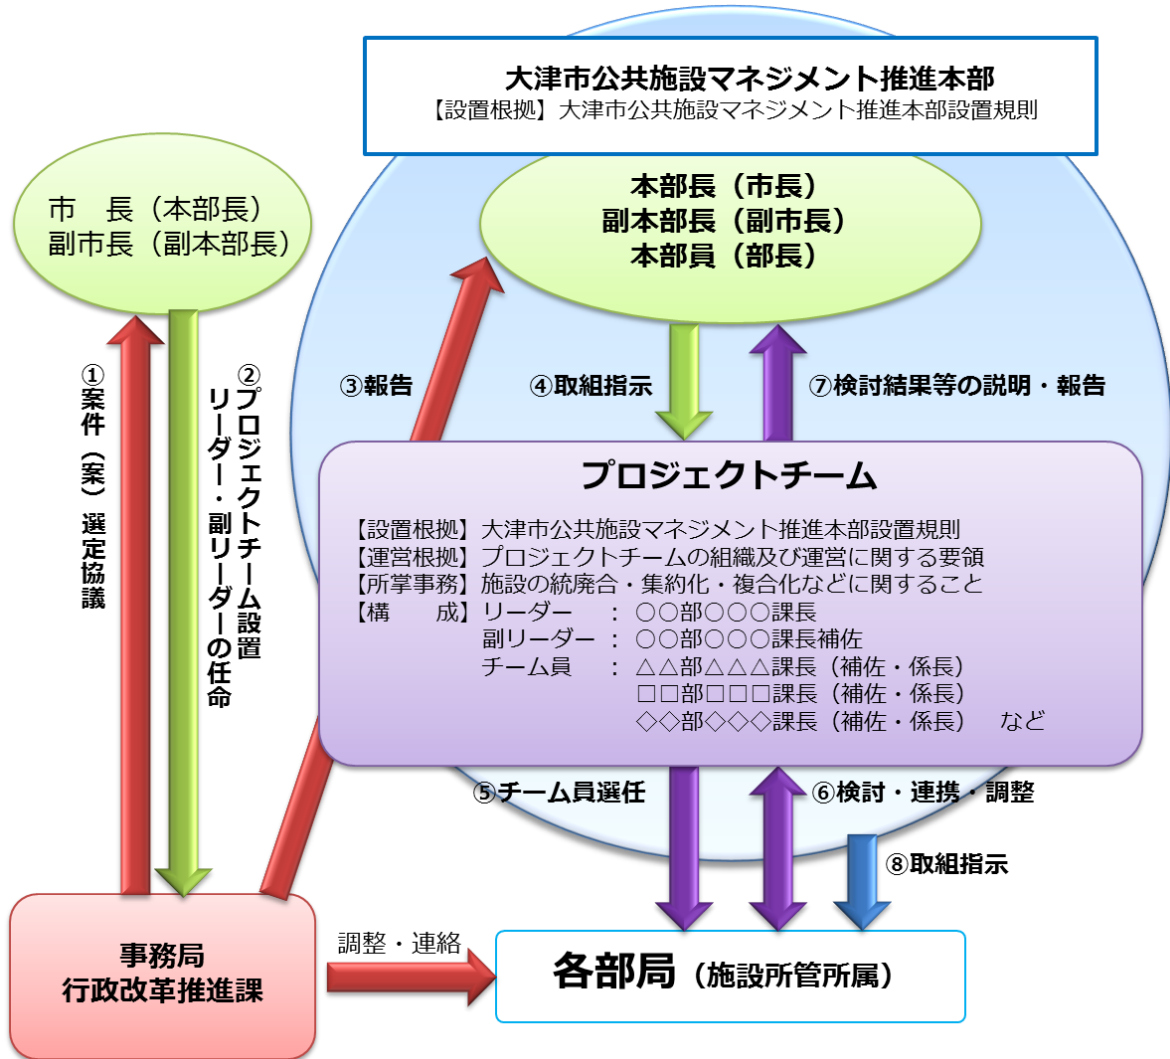 大津市公共施設マネジメント推進本部
【設置根拠】大津市公共施設マネジメント推進本部設置規則
市　長（本部長）
副市長（副本部長）
本部長（市長）
副本部長（副市長）
本部員（部長）
①案件（案）選定協議
②プロジェクトチーム設置
リーダー・副リーダーの任命
③報告
④取組指示
⑦検討結果等の説明・報告
プロジェクトチーム
【設置根拠】大津市公共施設マネジメント推進本部設置規則
【運営根拠】プロジェクトチームの組織及び運営に関する要領
【所掌事務】施設の統廃合・集約化・複合化などに関すること
【構　　成】リーダー　　：○○部○○○課長
副リーダー：○○部○○○課長補佐
チーム員　：△△部△△△課長（補佐・係長）
□□部□□□課長（補佐・係長）
◇◇部◇◇◇課長（補佐・係長）　など
⑤チーム員選任
⑥検討・連携・調整
⑧取組指示
事務局
行政改革推進課
調整・連絡
各部局（施設所管所属）